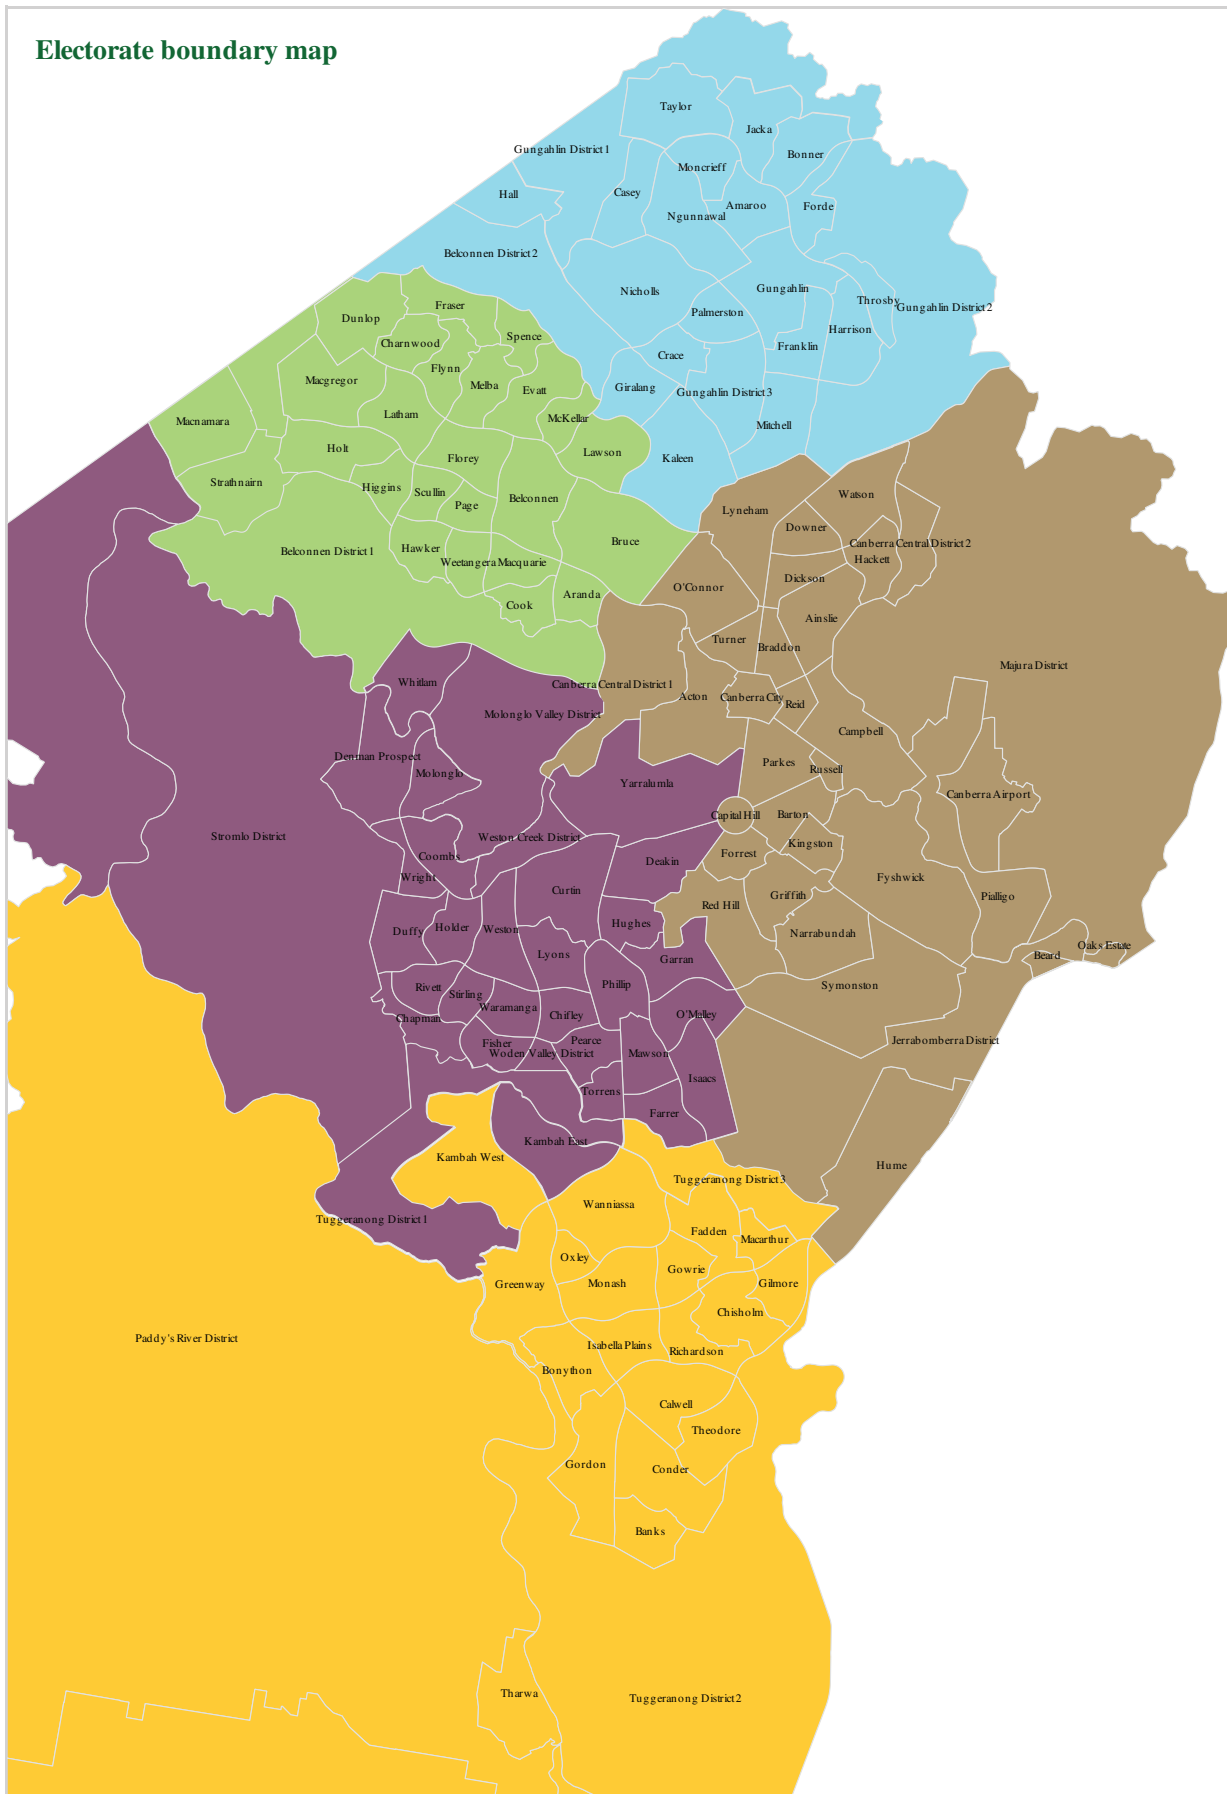 Electorate boundary map
Taylor
Jacka
Gungahlin District 1
Bonner
Moncrieff
Hall
Casey
Amaroo
Forde
Ngunnawal
Belconnen District 2
Gungahlin
Nicholls
Throsby
Gungahlin District 2
Fraser
Palmerston
Dunlop
Harrison
Spence
Charnwood
Franklin
Crace
Flynn
Macgregor
Melba
Giralang
Evatt
Gungahlin District 3
Latham
McKellar
Macnamara
Mitchell
Holt
Lawson
Florey
Kaleen
Strathnairn
Higgins
Scullin
Watson
Belconnen
Page
Lyneham
Downer
Bruce
Canberra Central District 2
Hawker
Belconnen District 1
Hackett
Weetangera
Macquarie
Dickson
O'Connor
Aranda
Cook
Ainslie
Turner
Braddon
Majura District
Whitlam
Canberra Central District 1
Acton
Canberra City
Reid
Molonglo Valley District
Campbell
Denman Prospect
Parkes
Russell
Molonglo
Yarralumla
Canberra Airport
Capital Hill
Barton
Stromlo District
Weston Creek District
Kingston
Forrest
Coombs
Deakin
Wright
Fyshwick
Curtin
Griffith
Pialligo
Red Hill
Hughes
Holder
Weston
Duffy
Narrabundah
Oaks Estate
Lyons
Beard
Garran
Phillip
Symonston
Rivett
Stirling
Waramanga
Chifley
O'Malley
Chapman
Pearce
Jerrabomberra District
Fisher
Woden Valley District
Mawson
Isaacs
Torrens
Farrer
Kambah East
Kambah West
Hume
Tuggeranong District 3
Wanniassa
Tuggeranong District 1
Fadden
Macarthur
Oxley
Gowrie
Greenway
Monash
Gilmore
Chisholm
Paddy's River District
Isabella Plains
Richardson
Bonython
Calwell
Theodore
Gordon
Conder
Banks
Tharwa
Tuggeranong District 2